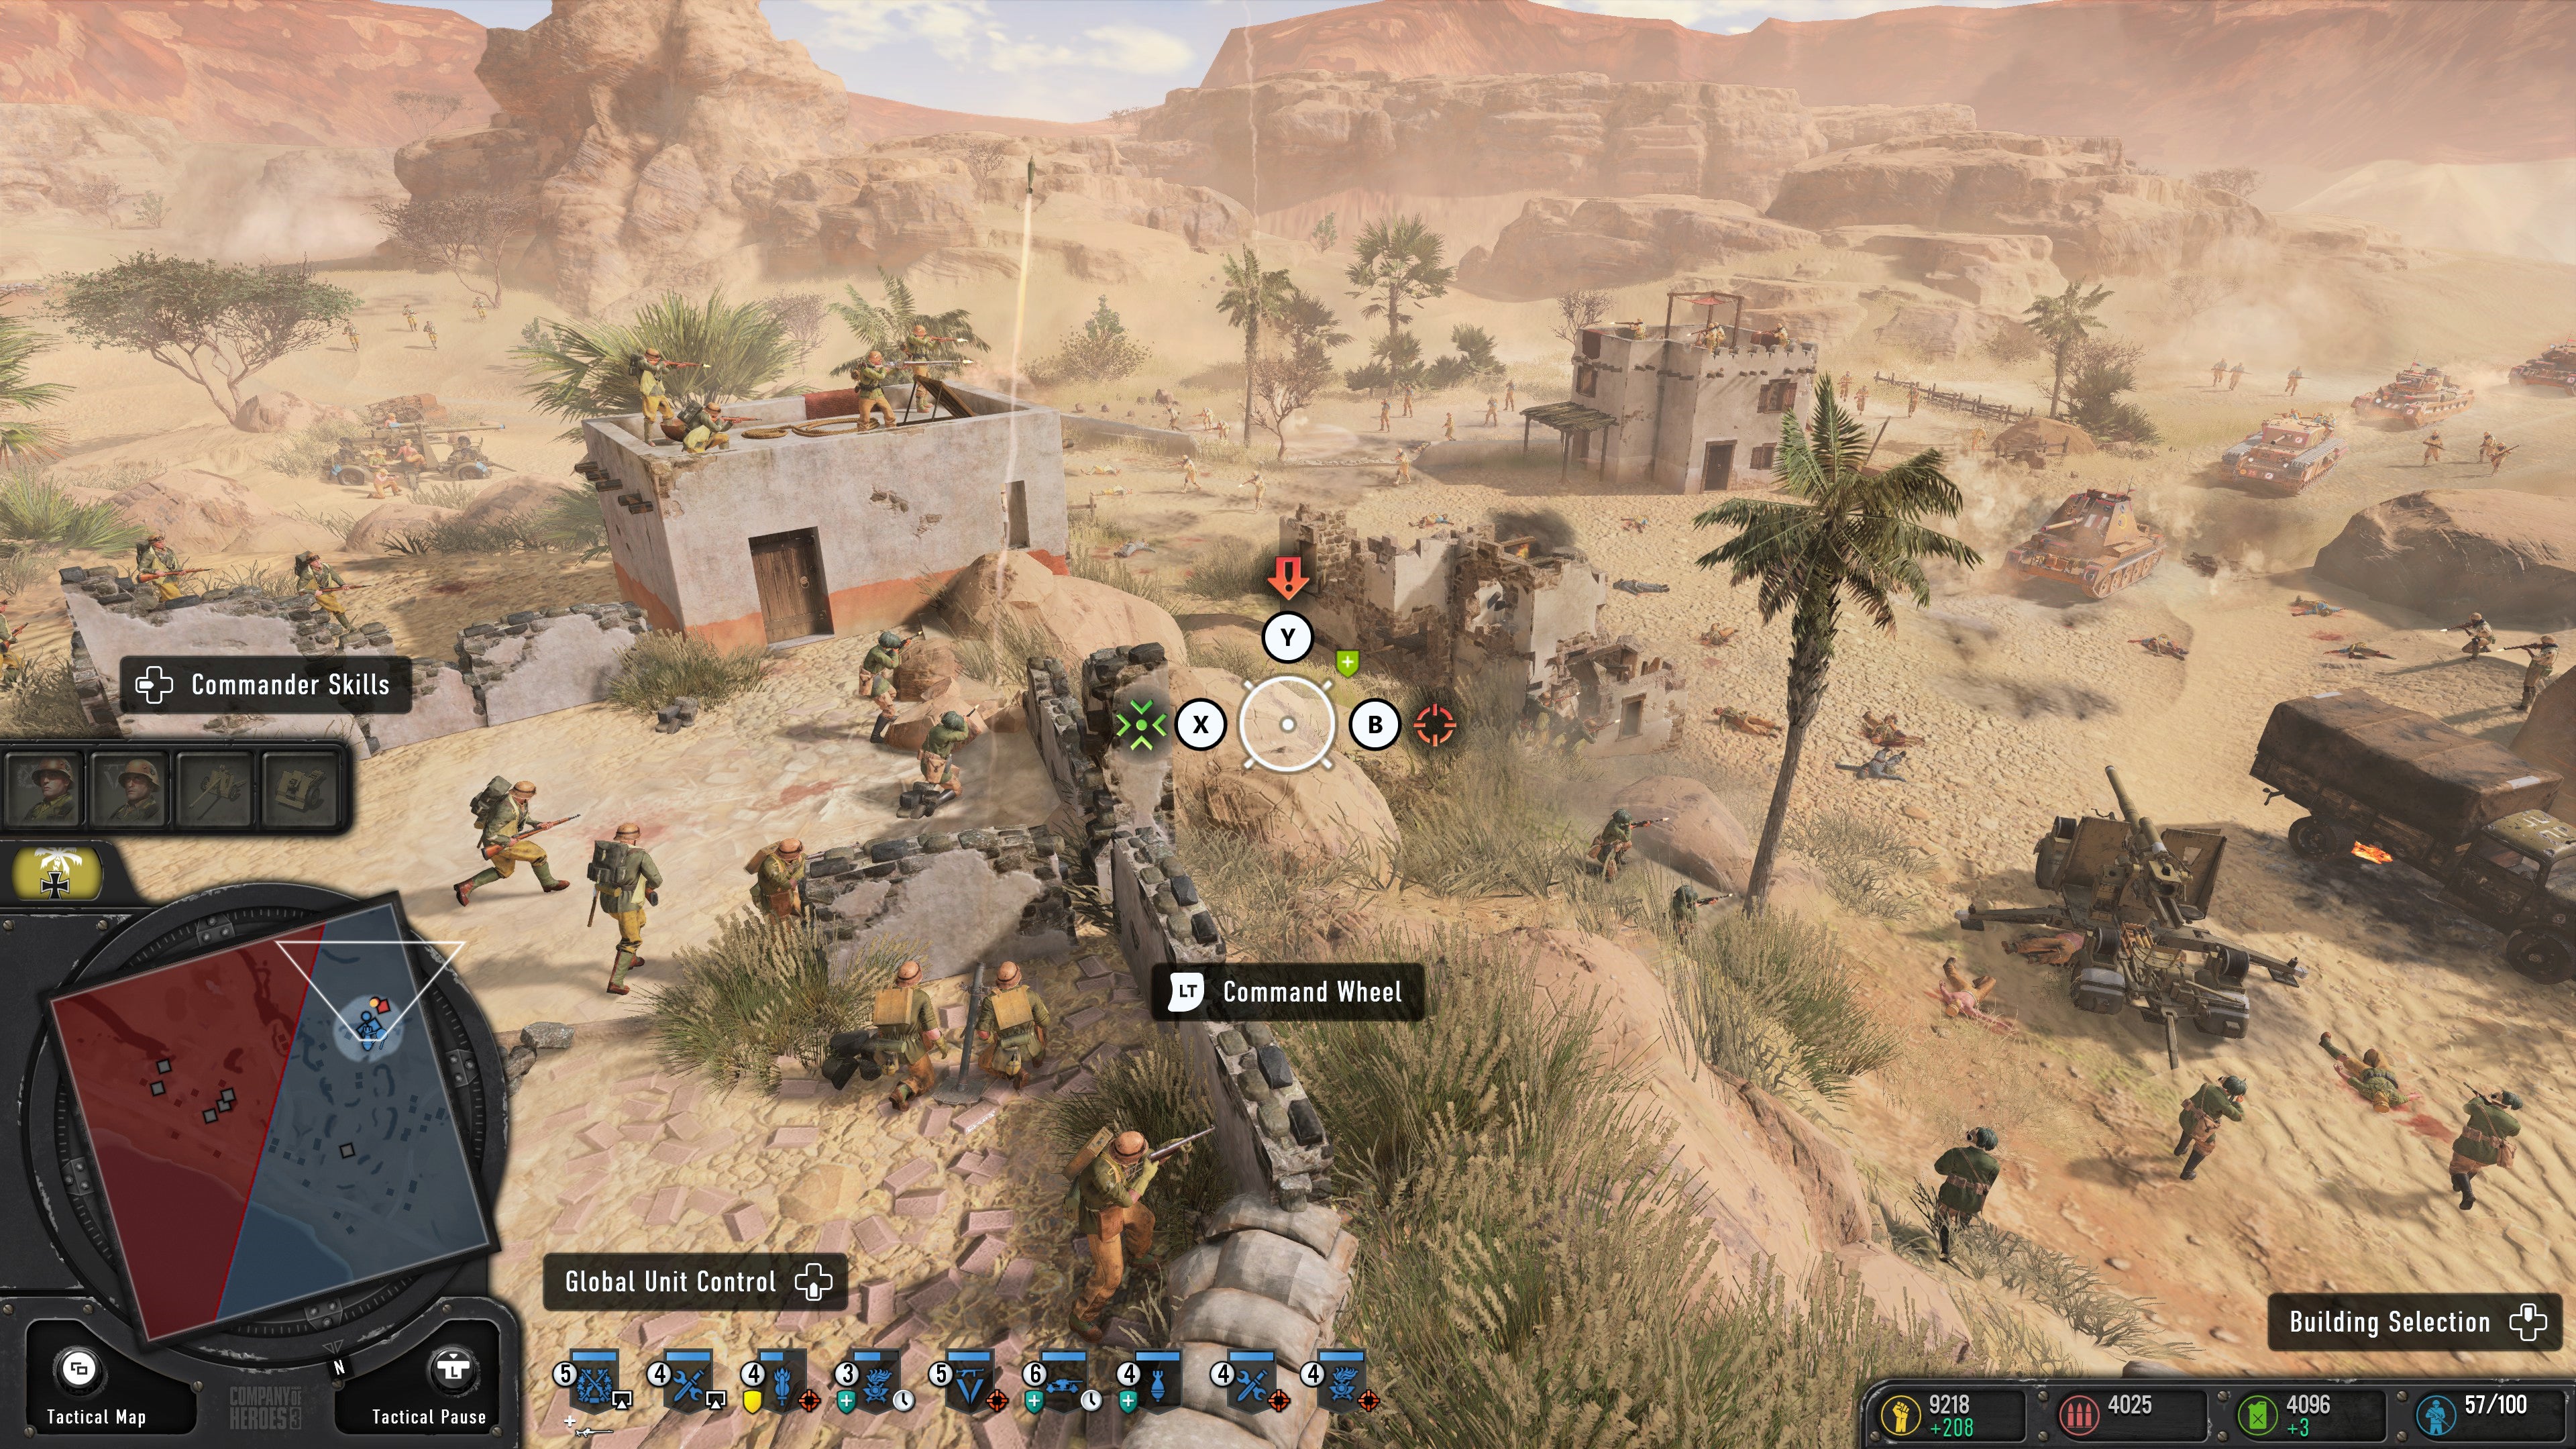 Y
Commander Skills
X
B
LT Command Wheel
Global Unit Control
Building Selection
N
L
Tactical Map
COMPANY OF
HEROES 3
Tactical Pause
5
4
4
3
5
6
4
4
4
9218
+208
4025
4096
+3
57/100